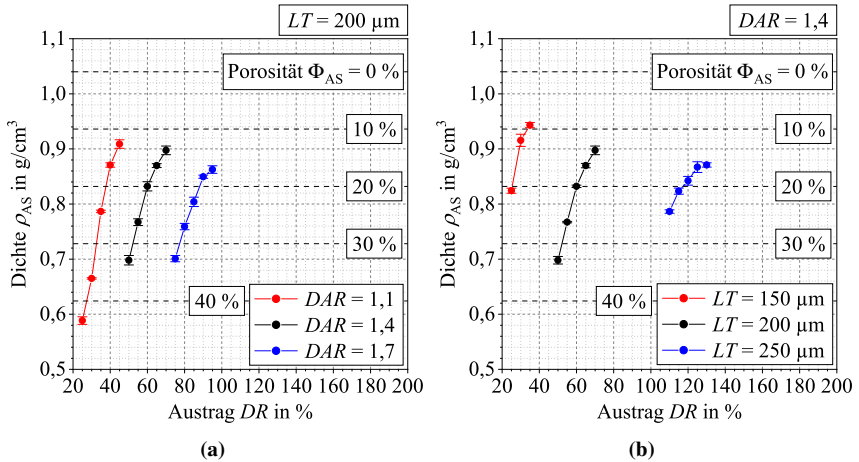 LT = 200 µm
Dichte ρAS in g/cm³
1,1
1,0
0,9
0,8
0,7
0,6
0,5
Porosität ΦAS = 0 %
10 %
20 %
30 %
40 %
DAR = 1,1
DAR = 1,4
DAR = 1,7
20 40 60 80 100 120 140 160 180 200
Austrag DR in %
(a)
DAR = 1,4
Dichte ρAS in g/cm³
1,1
1,0
0,9
0,8
0,7
0,6
0,5
Porosität ΦAS = 0 %
10 %
20 %
30 %
40 %
LT = 150 µm
LT = 200 µm
LT = 250 µm
20 40 60 80 100 120 140 160 180 200
Austrag DR in %
(b)